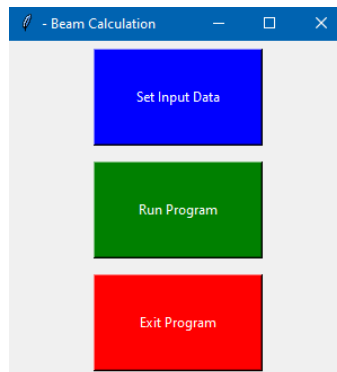 - Beam Calculation
Set Input Data
Run Program
Exit Program